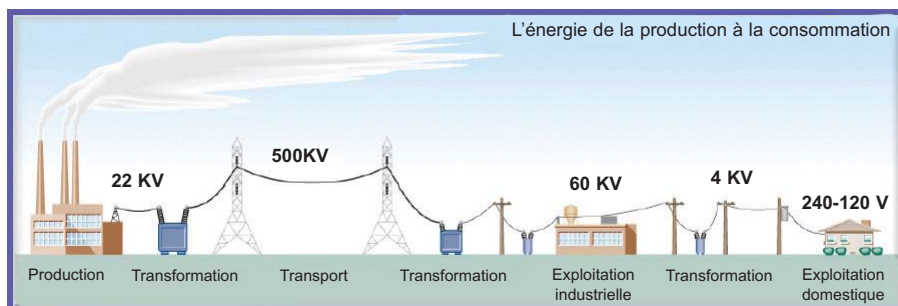 L'énergie de la production à la consommation
22 KV
500KV
60 KV
4 KV
240-120 V
Production
Transformation
Transport
Transformation
Exploitation
industrielle
Transformation
Exploitation
domestique